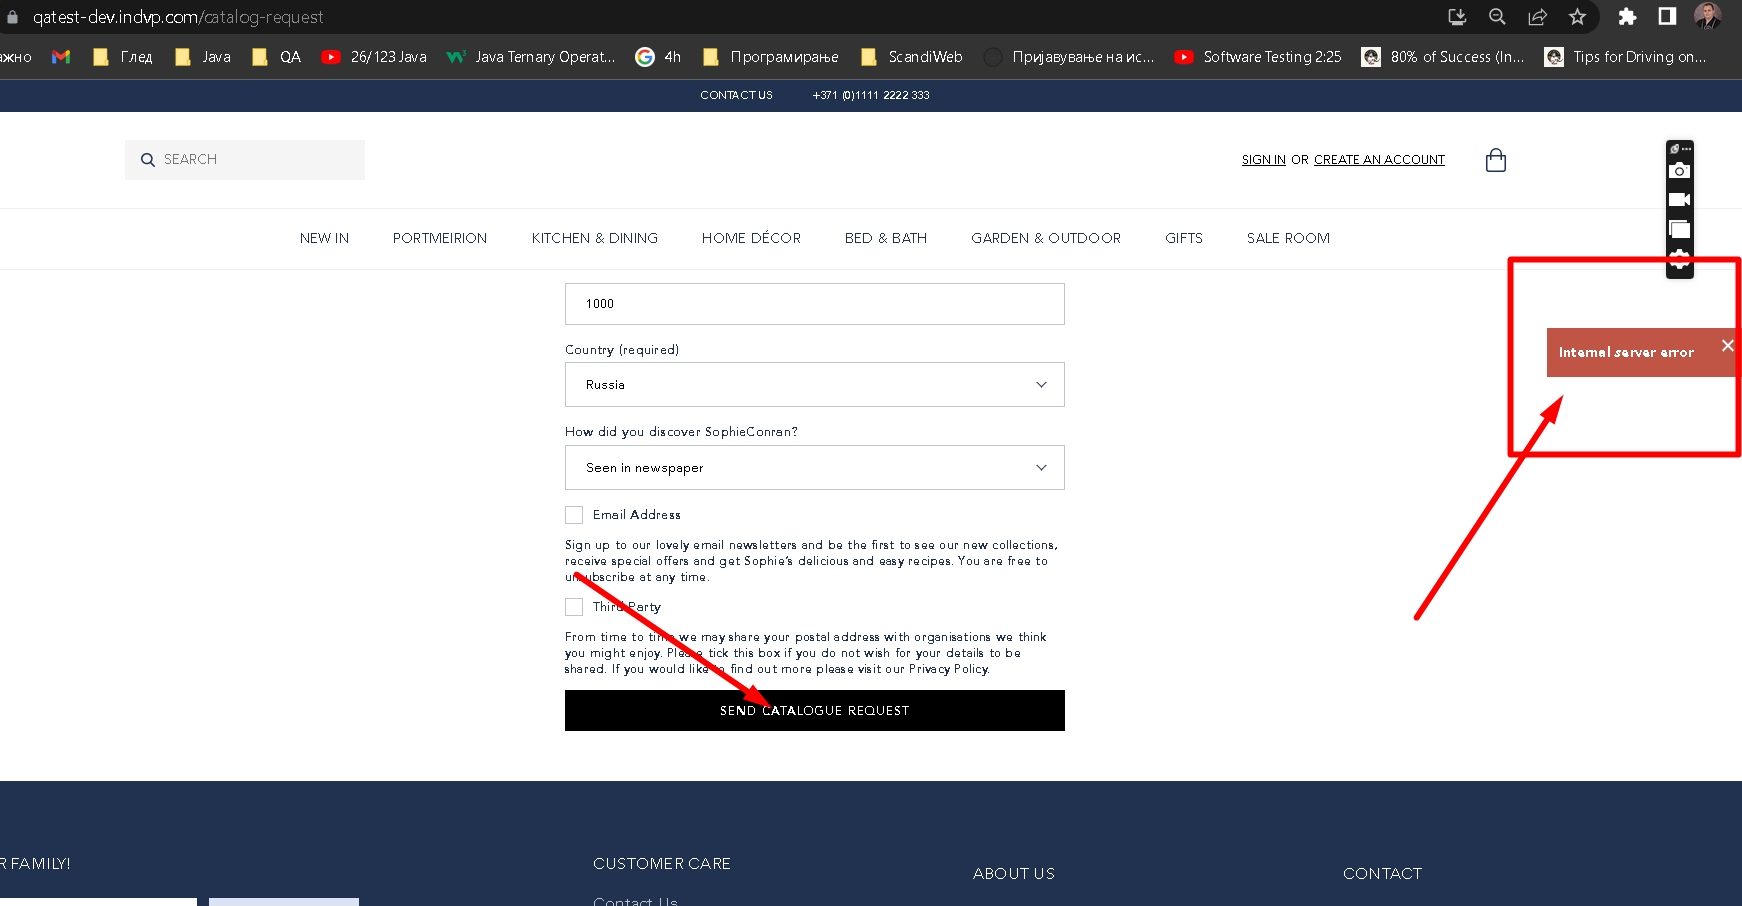 qatest-dev.indvp.com/catalog-request
ажно Глед Java QA 26/123 Java Java Ternary Operat... 4h Програмирање ScandiWeb Пријавување на ис... Software Testing 2:25 80% of Success (In... Tips for Driving on...
CONTACT US +371 (0)1111 2222 333
SEARCH
SIGN IN OR CREATE AN ACCOUNT
NEW IN PORTMEIRION KITCHEN & DINING HOME DÉCOR BED & BATH GARDEN & OUTDOOR GIFTS SALE ROOM
1000
Internal server error
Country (required)
Russia
How did you discover SophieConran?
Seen in newspaper
Email Address
Sign up to our lovely email newsletters and be the first to see our new collections,
receive special offers and get Sophie's delicious and easy recipes. You are free to
unsubscribe at any time.
Third Party
From time to time we may share your postal address with organisations we think
you might enjoy. Please tick this box if you do not wish for your details to be
shared. If you would like to find out more please visit our Privacy Policy.
SEND CATALOGUE REQUEST
R FAMILY!
CUSTOMER CARE
ABOUT US
CONTACT
Contact Us